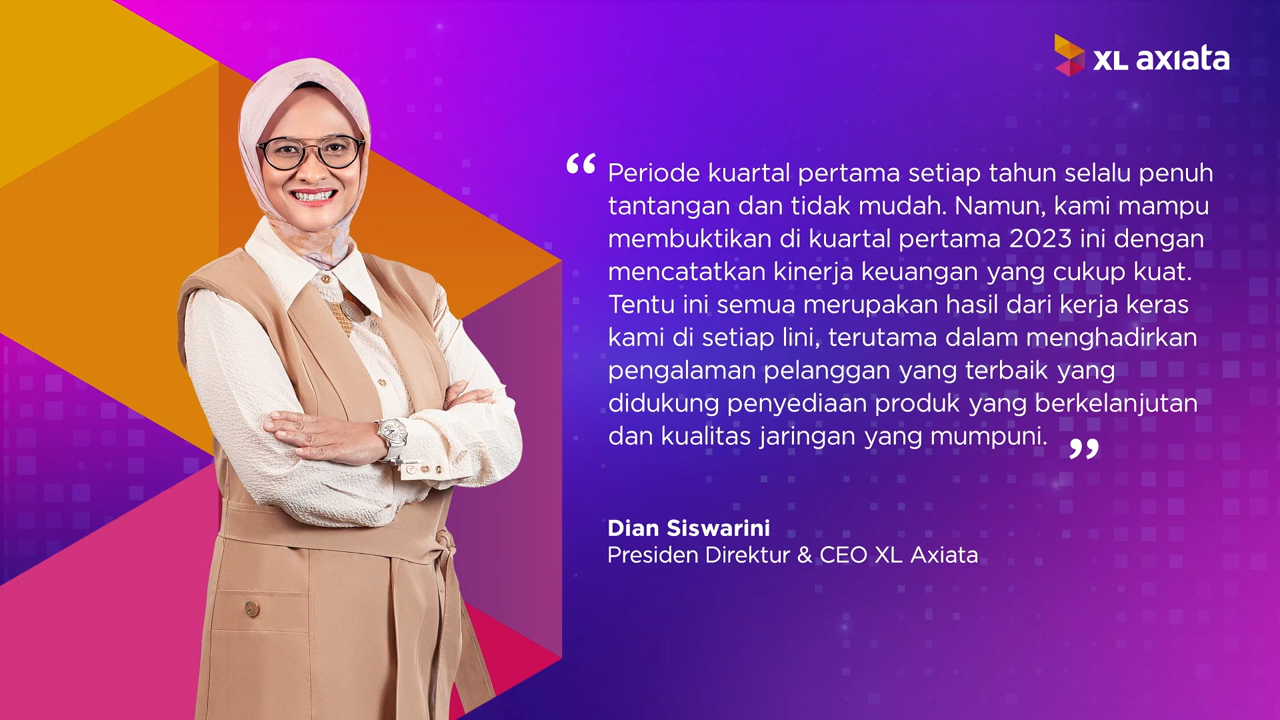 XL axiata
“ Periode kuartal pertama setiap tahun selalu penuh
tantangan dan tidak mudah. Namun, kami mampu
membuktikan di kuartal pertama 2023 ini dengan
mencatatkan kinerja keuangan yang cukup kuat.
Tentu ini semua merupakan hasil dari kerja keras
kami di setiap lini, terutama dalam menghadirkan
pengalaman pelanggan yang terbaik yang
didukung penyediaan produk yang berkelanjutan
dan kualitas jaringan yang mumpuni. ”
Dian Siswarini
Presiden Direktur & CEO XL Axiata